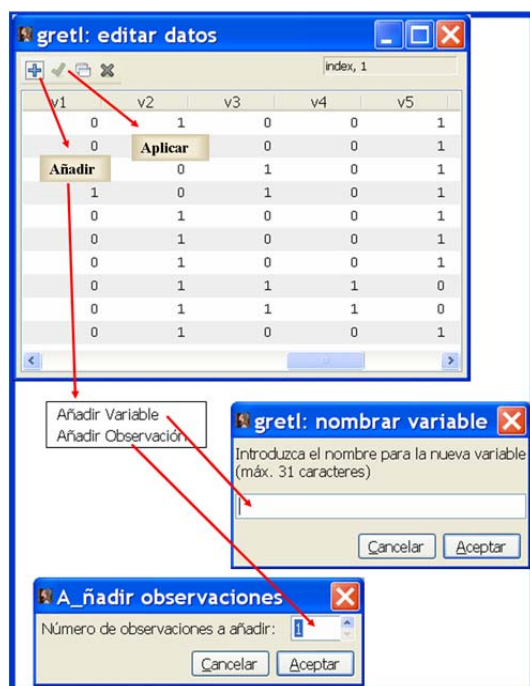 gretl: editar datos
index, 1
v1 v2 v3 v4 v5
0 1 0 0 1
0 0 0 1
Aplicar
Añadir
0 1 0 1
1 0 1 0 1
0 1 0 0 1
0 1 0 0 1
0 1 0 0 1
0 1 1 1 0
0 1 1 1 0
0 1 0 0 1
Añadir Variable
Añadir Observación
gretl: nombrar variable
Introduzca el nombre para la nueva variable
(máx. 31 caracteres)
Cancelar Aceptar
A_ñadir observaciones
Número de observaciones a añadir: 1
Cancelar Aceptar